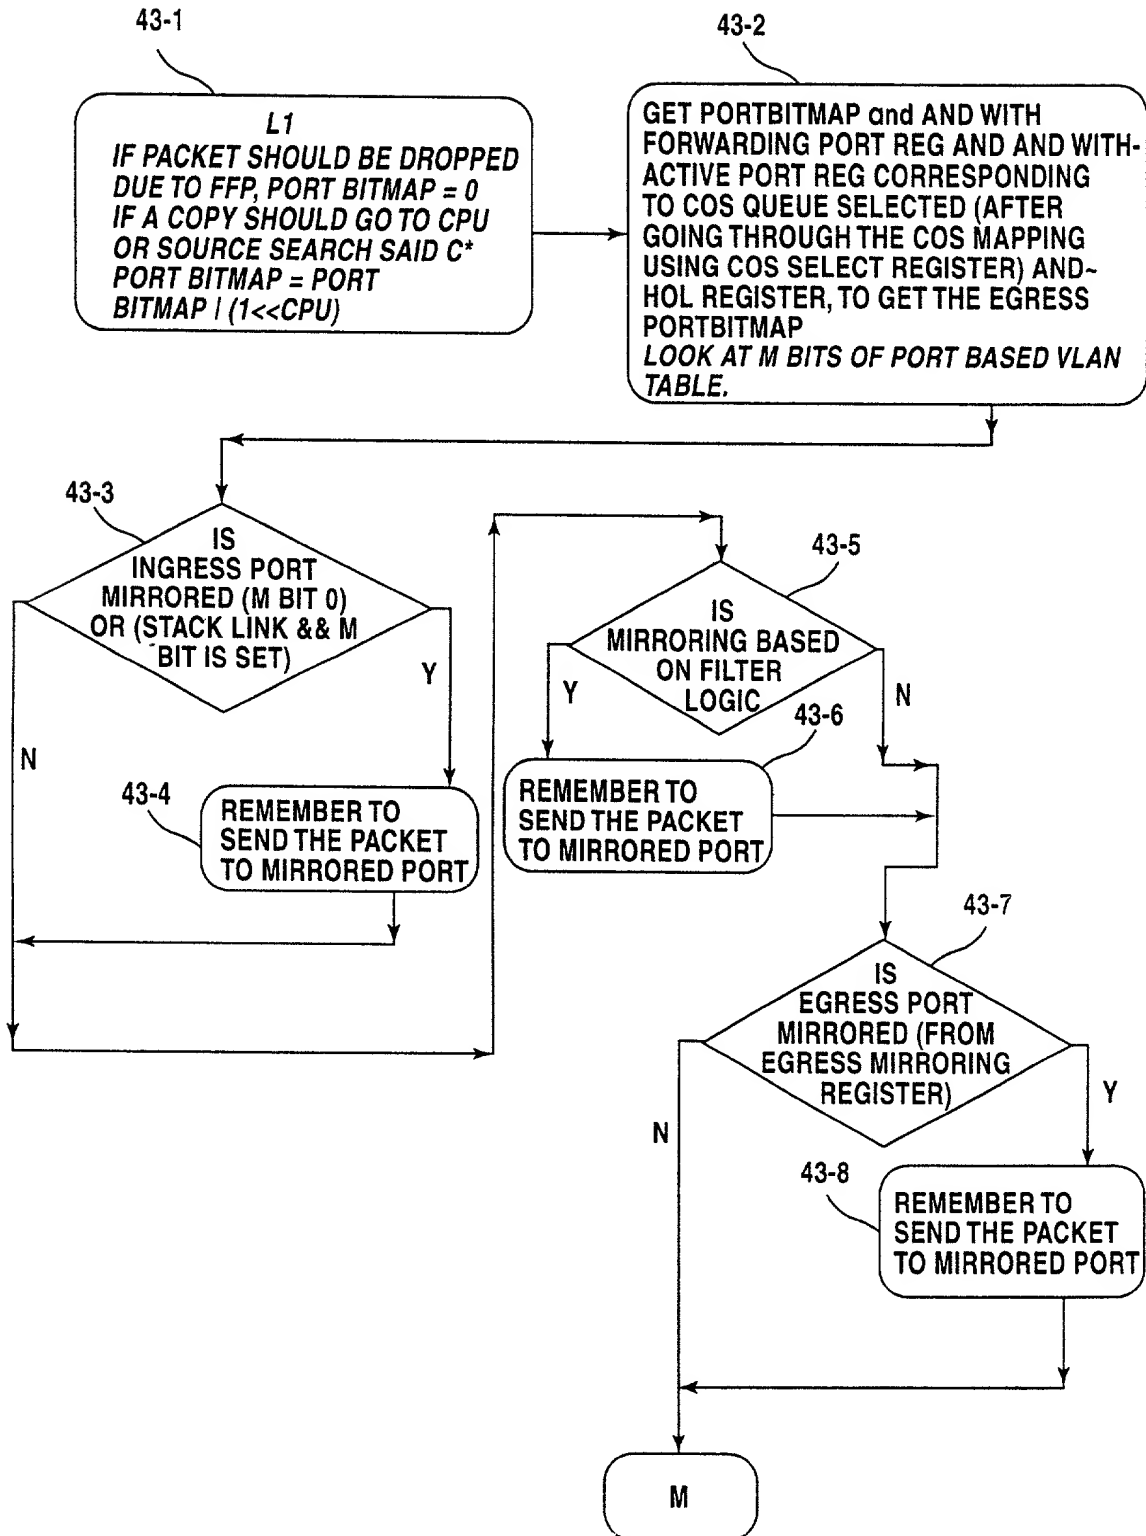 43-1
L1
IF PACKET SHOULD BE DROPPED
DUE TO FFP, PORT BITMAP = 0
IF A COPY SHOULD GO TO CPU
OR SOURCE SEARCH SAID C*
PORT BITMAP = PORT
BITMAP | (1<<CPU)
43-2
GET PORTBITMAP and AND WITH
FORWARDING PORT REG AND AND WITH-
ACTIVE PORT REG CORRESPONDING
TO COS QUEUE SELECTED (AFTER
GOING THROUGH THE COS MAPPING
USING COS SELECT REGISTER) AND~
HOL REGISTER, TO GET THE EGRESS
PORTBITMAP
LOOK AT M BITS OF PORT BASED VLAN
TABLE.
43-3
IS
INGRESS PORT
MIRRORED (M BIT 0)
OR (STACK LINK && M
BIT IS SET)
Y
N
43-4
REMEMBER TO
SEND THE PACKET
TO MIRRORED PORT
43-5
IS
MIRRORING BASED
ON FILTER
LOGIC
Y
N
43-6
REMEMBER TO
SEND THE PACKET
TO MIRRORED PORT
43-7
IS
EGRESS PORT
MIRRORED (FROM
EGRESS MIRRORING
REGISTER)
Y
N
43-8
REMEMBER TO
SEND THE PACKET
TO MIRRORED PORT
M